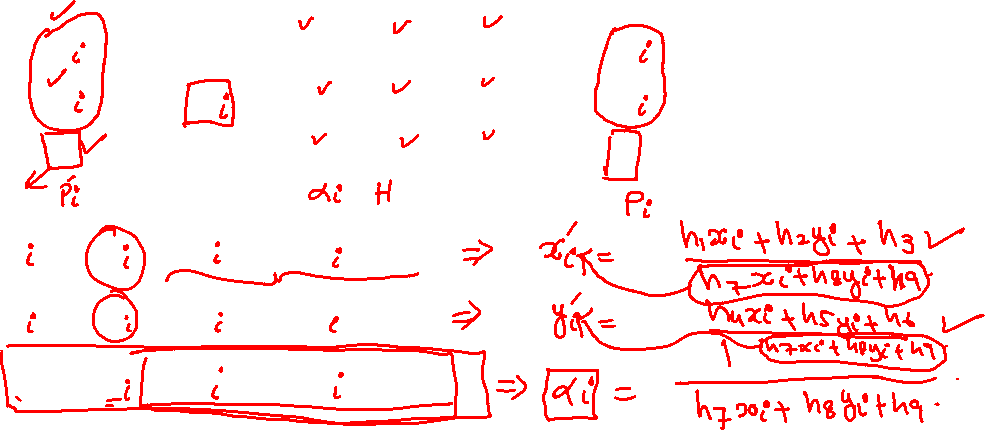 ✓ ✓ ✓ ✓
i i
✓ i i ✓ ✓ ✓ i
✓ ✓ ✓ ✓
p'i αi H Pi
i i i i ⇒ x'i = h1xi + h2yi + h3 ✓
h7xi + h8yi + h9
i i i i ⇒ y'i = h4xi + h5yi + h6 ✓
1 h7xi + h8yi + h9
i i i ⇒ αi =
h7xi + h8yi + h9